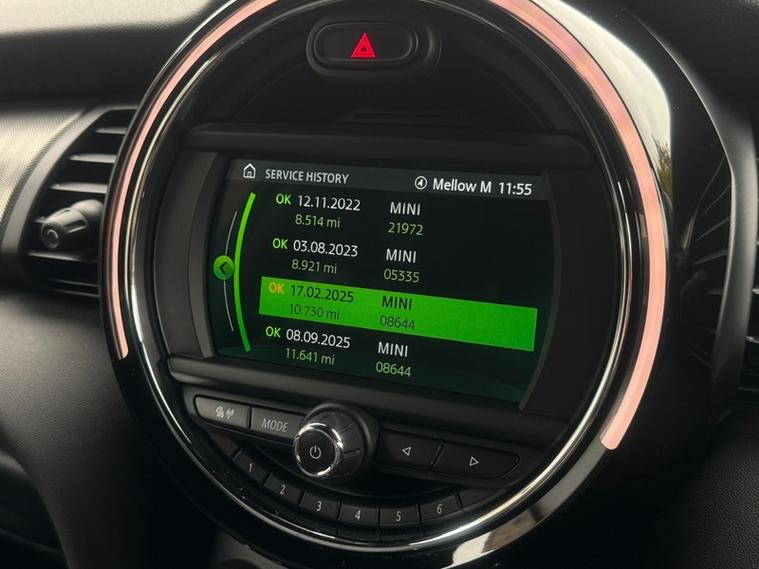 SERVICE HISTORY Mellow M 11:55
OK 12.11.2022 MINI
8.514 mi 21972
OK 03.08.2023 MINI
8.921 mi 05335
OK 17.02.2025 MINI
10.730 mi 08644
OK 08.09.2025 MINI
11.641 mi 08644
MODE
1 2 3 4 5 6